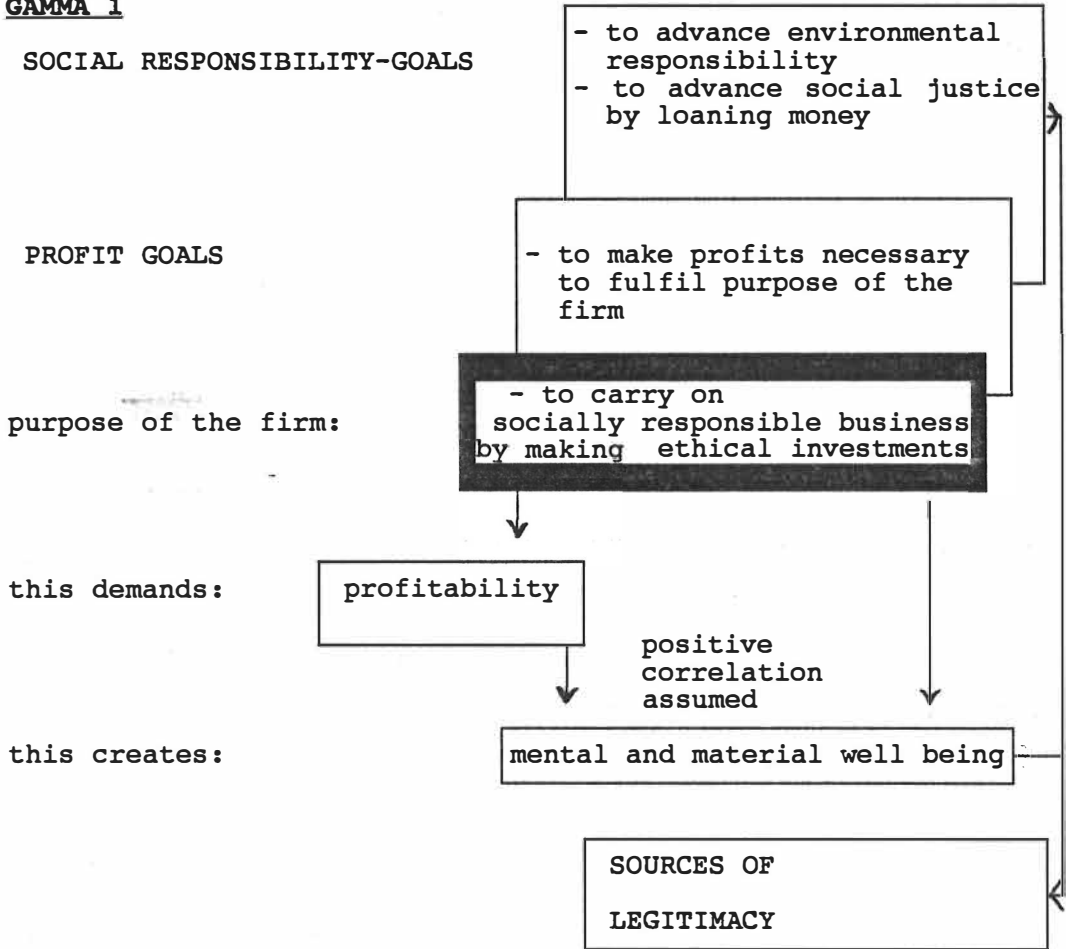 GAMMA 1
SOCIAL RESPONSIBILITY-GOALS
- to advance environmental
responsibility
- to advance social justice
by loaning money
PROFIT GOALS
- to make profits necessary
to fulfil purpose of the
firm
purpose of the firm:
- to carry on
socially responsible business
by making ethical investments
this demands:
profitability
positive
correlation
assumed
this creates:
mental and material well being
SOURCES OF
LEGITIMACY